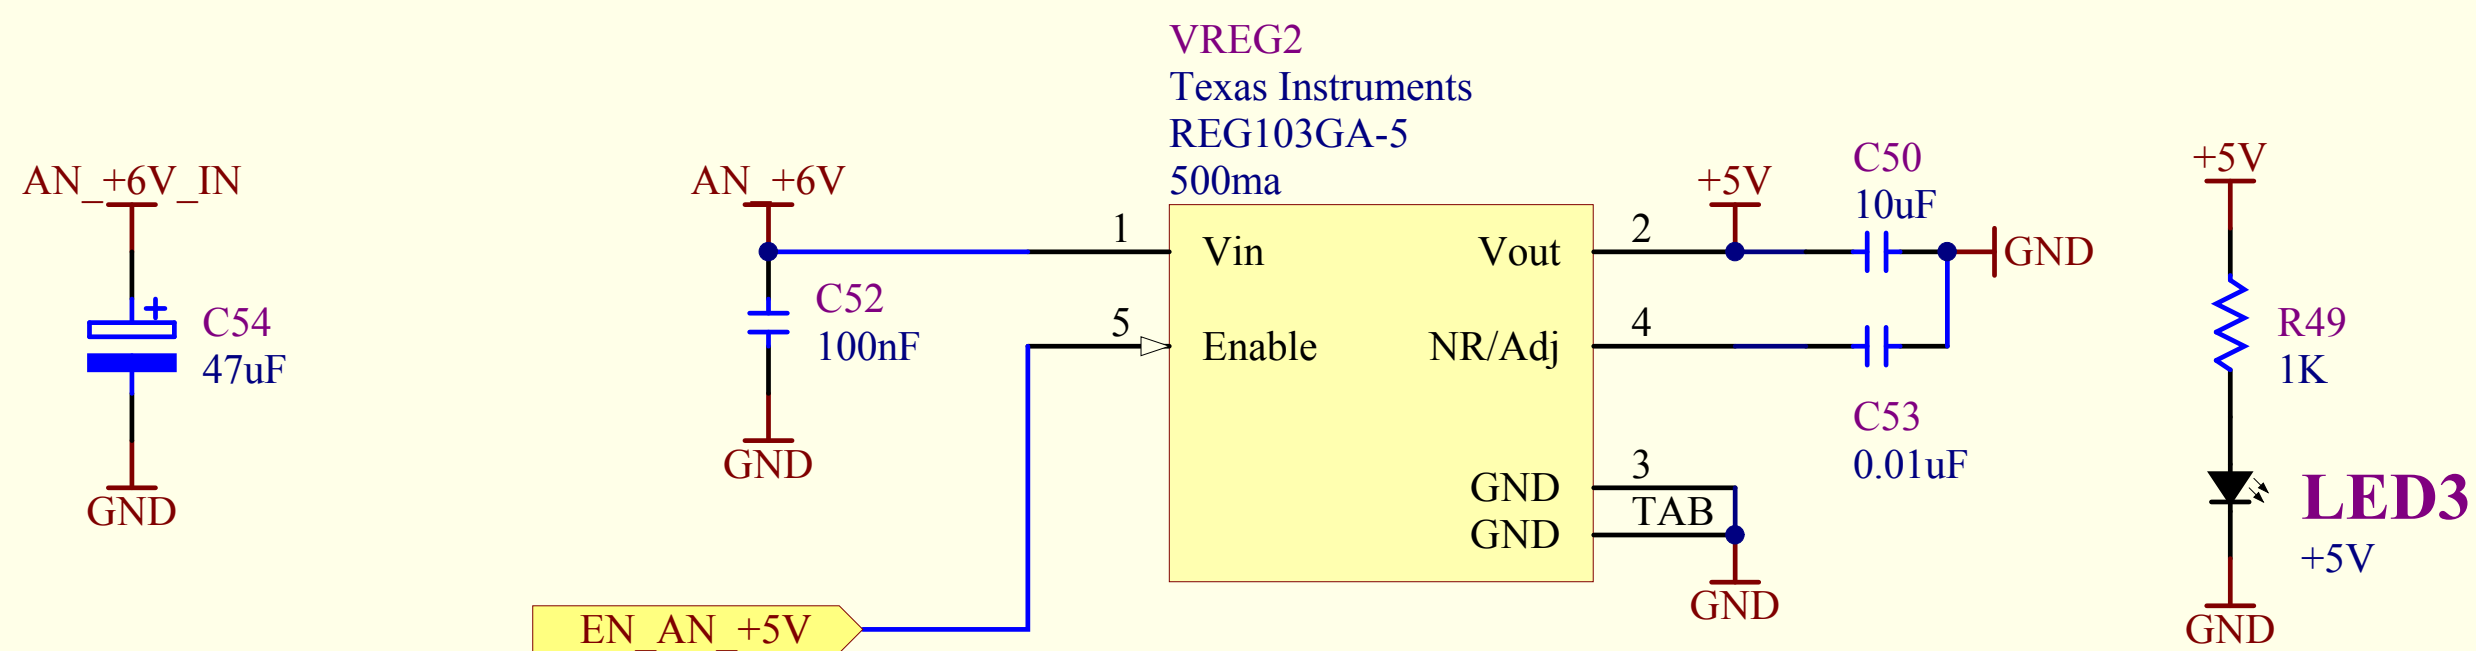 AN_+6V_IN
+
C54
47uF
GND
AN_+6V
C52
100nF
GND
EN_AN_+5V
VREG2
Texas Instruments
REG103GA-5
500ma
1
Vin
5
Enable
Vout
2
NR/Adj
4
GND
3
GND
TAB
+5V
GND
C50
10uF
GND
C53
0.01uF
+5V
R49
1K
LED3
+5V
GND